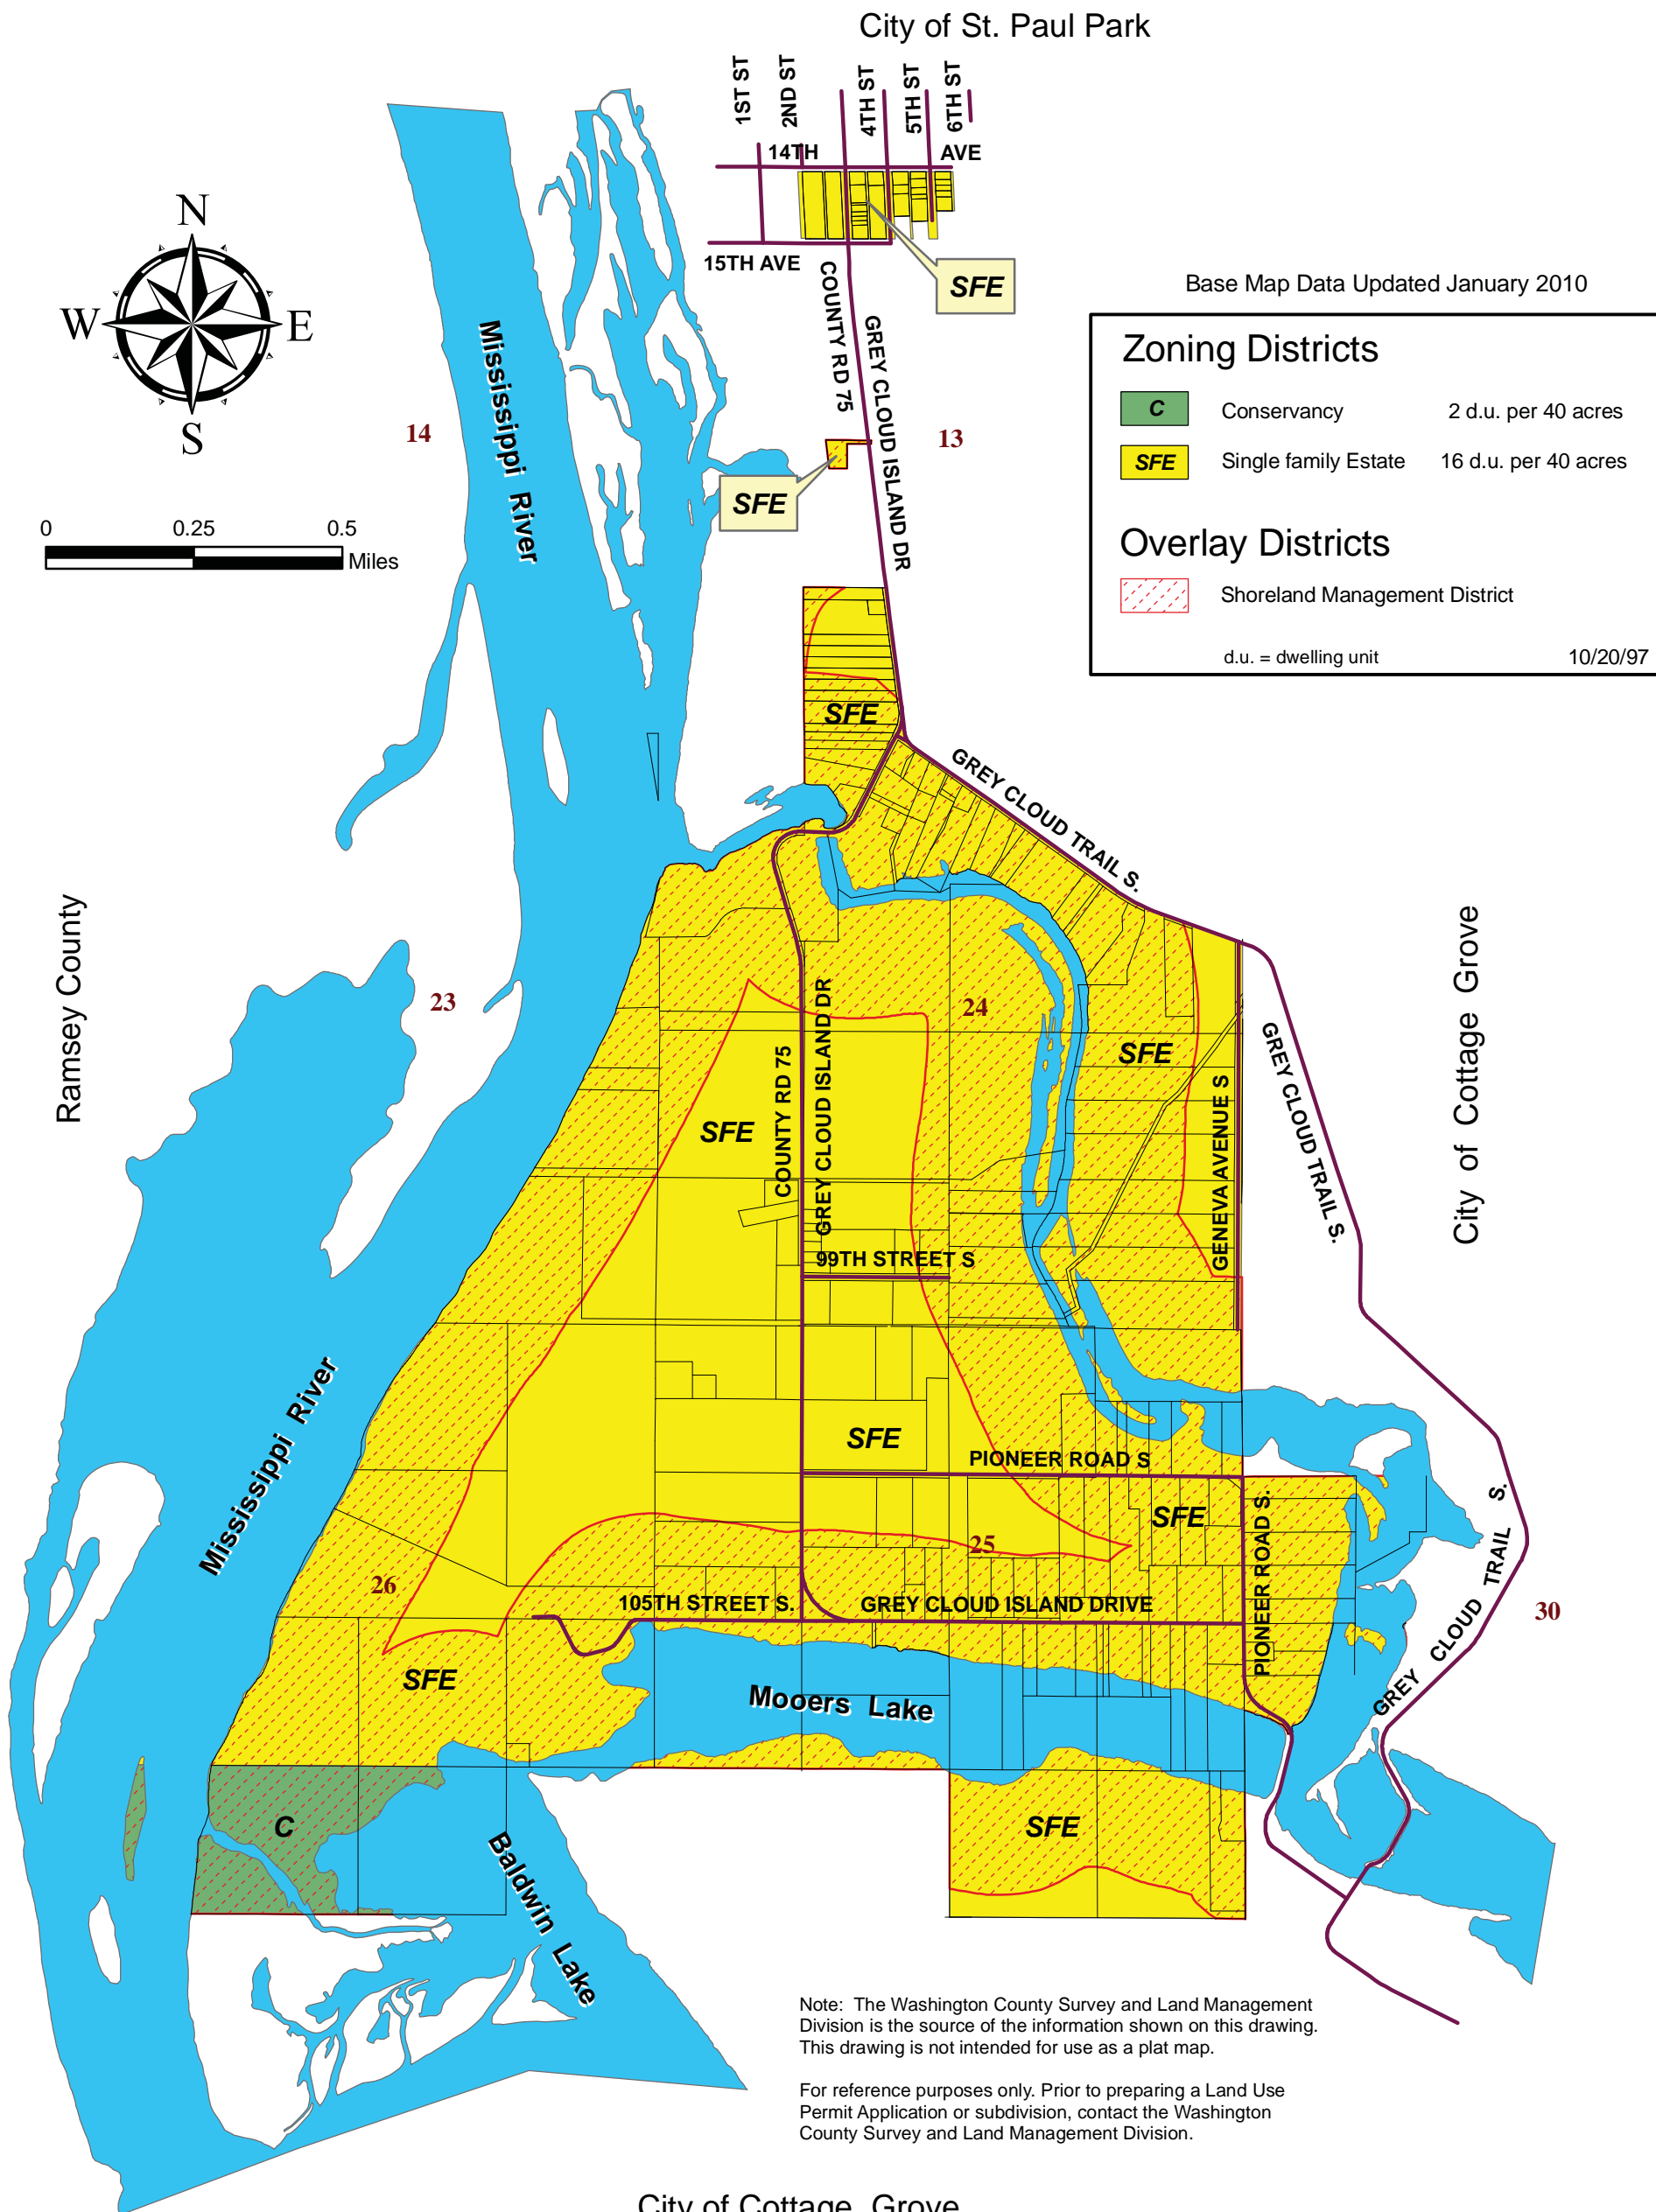 City of St. Paul Park
1ST ST
2ND ST
4TH ST
5TH ST
6TH ST
14TH
AVE
15TH AVE
SFE
N
W
E
S
COUNTY RD 75
GREY CLOUD ISLAND DR
Base Map Data Updated January 2010
Zoning Districts
C Conservancy 2 d.u. per 40 acres
SFE Single family Estate 16 d.u. per 40 acres
Overlay Districts
Shoreland Management District
d.u. = dwelling unit 10/20/97
14
13
Mississippi River
SFE
0 0.25 0.5
Miles
SFE
GREY CLOUD TRAIL S.
Ramsey County
City of Cottage Grove
23
24
SFE
SFE
COUNTY RD 75
GREY CLOUD ISLAND DR
GENEVA AVENUE S
GREY CLOUD TRAIL S.
99TH STREET S
Mississippi River
SFE
PIONEER ROAD S
SFE
PIONEER ROAD S.
25
26
105TH STREET S.
GREY CLOUD ISLAND DRIVE
30
GREY CLOUD TRAIL S.
SFE
Mooers Lake
C
SFE
Baldwin Lake
Note: The Washington County Survey and Land Management
Division is the source of the information shown on this drawing.
This drawing is not intended for use as a plat map.
For reference purposes only. Prior to preparing a Land Use
Permit Application or subdivision, contact the Washington
County Survey and Land Management Division.
City of Cottage Grove